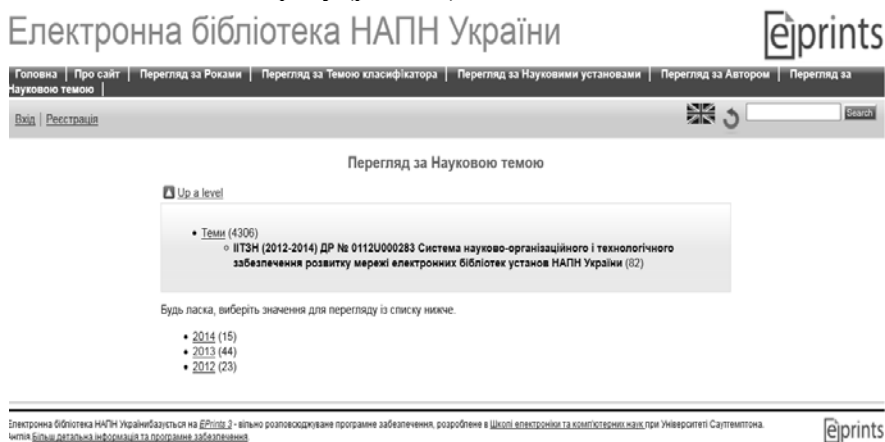 Електронна бібліотека НАПН України
eprints
Головна | Про сайт | Перегляд за Роками | Перегляд за Темою класифікатора | Перегляд за Науковими установами | Перегляд за Автором | Перегляд за
Науковою темою |
Вхід | Реєстрація
Search
Перегляд за Науковою темою
Up a level
• Теми (4306)
○ ІІТЗН (2012-2014) ДР № 0112U000283 Система науково-організаційного і технологічного
забезпечення розвитку мережі електронних бібліотек установ НАПН України (82)
Будь ласка, виберіть значення для перегляду із списку нижче.
• 2014 (15)
• 2013 (44)
• 2012 (23)
Електронна бібліотека НАПН Українибазується на EPrints 3 - вільно розповсюджуване програмне забезпечення, розроблене в Школі електроніки та комп'ютерних наук при Університеті Саутгемптона.
Англія Більш детальна інформація та програмне забезпечення.
eprints